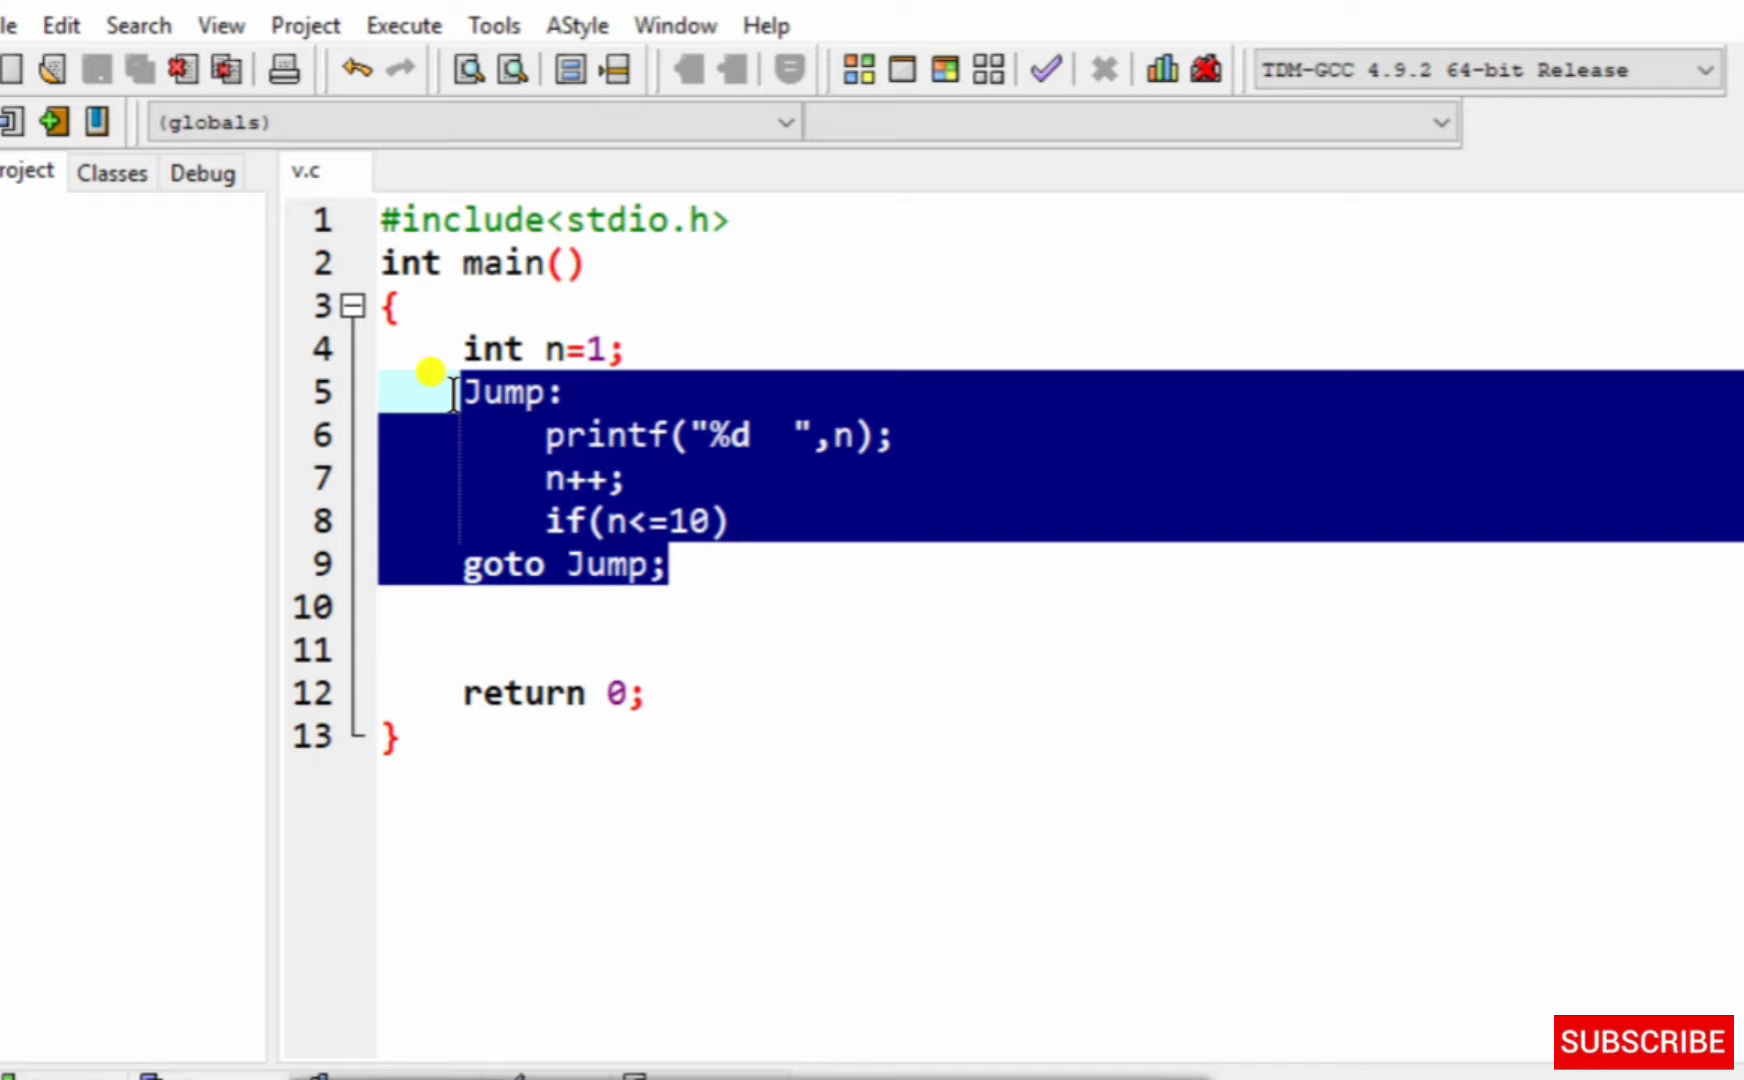 le Edit Search View Project Execute Tools AStyle Window Help
TDM-GCC 4.9.2 64-bit Release
(globals)
roject Classes Debug v.c
1 #include<stdio.h>
2 int main()
3 {
4 int n=1;
5 Jump:
6 printf("%d  ",n);
7 n++;
8 if(n<=10)
9 goto Jump;
10
11
12 return 0;
13 }
SUBSCRIBE